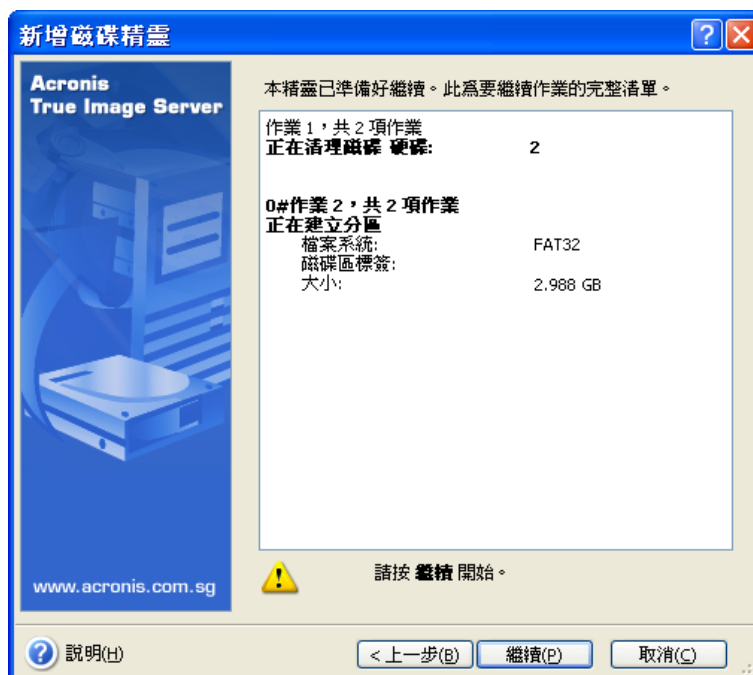 新增磁碟精靈
Acronis
True Image Server
本精靈已準備好繼續。此為要繼續作業的完整清單。
作業 1，共 2 項作業
正在清理磁碟 硬碟: 2
0#作業 2，共 2 項作業
正在建立分區
檔案系統: FAT32
磁碟區標簽:
大小: 2.988 GB
請按 繼續 開始。
www.acronis.com.sg
說明(H)
< 上一步(B)
繼續(P)
取消(C)